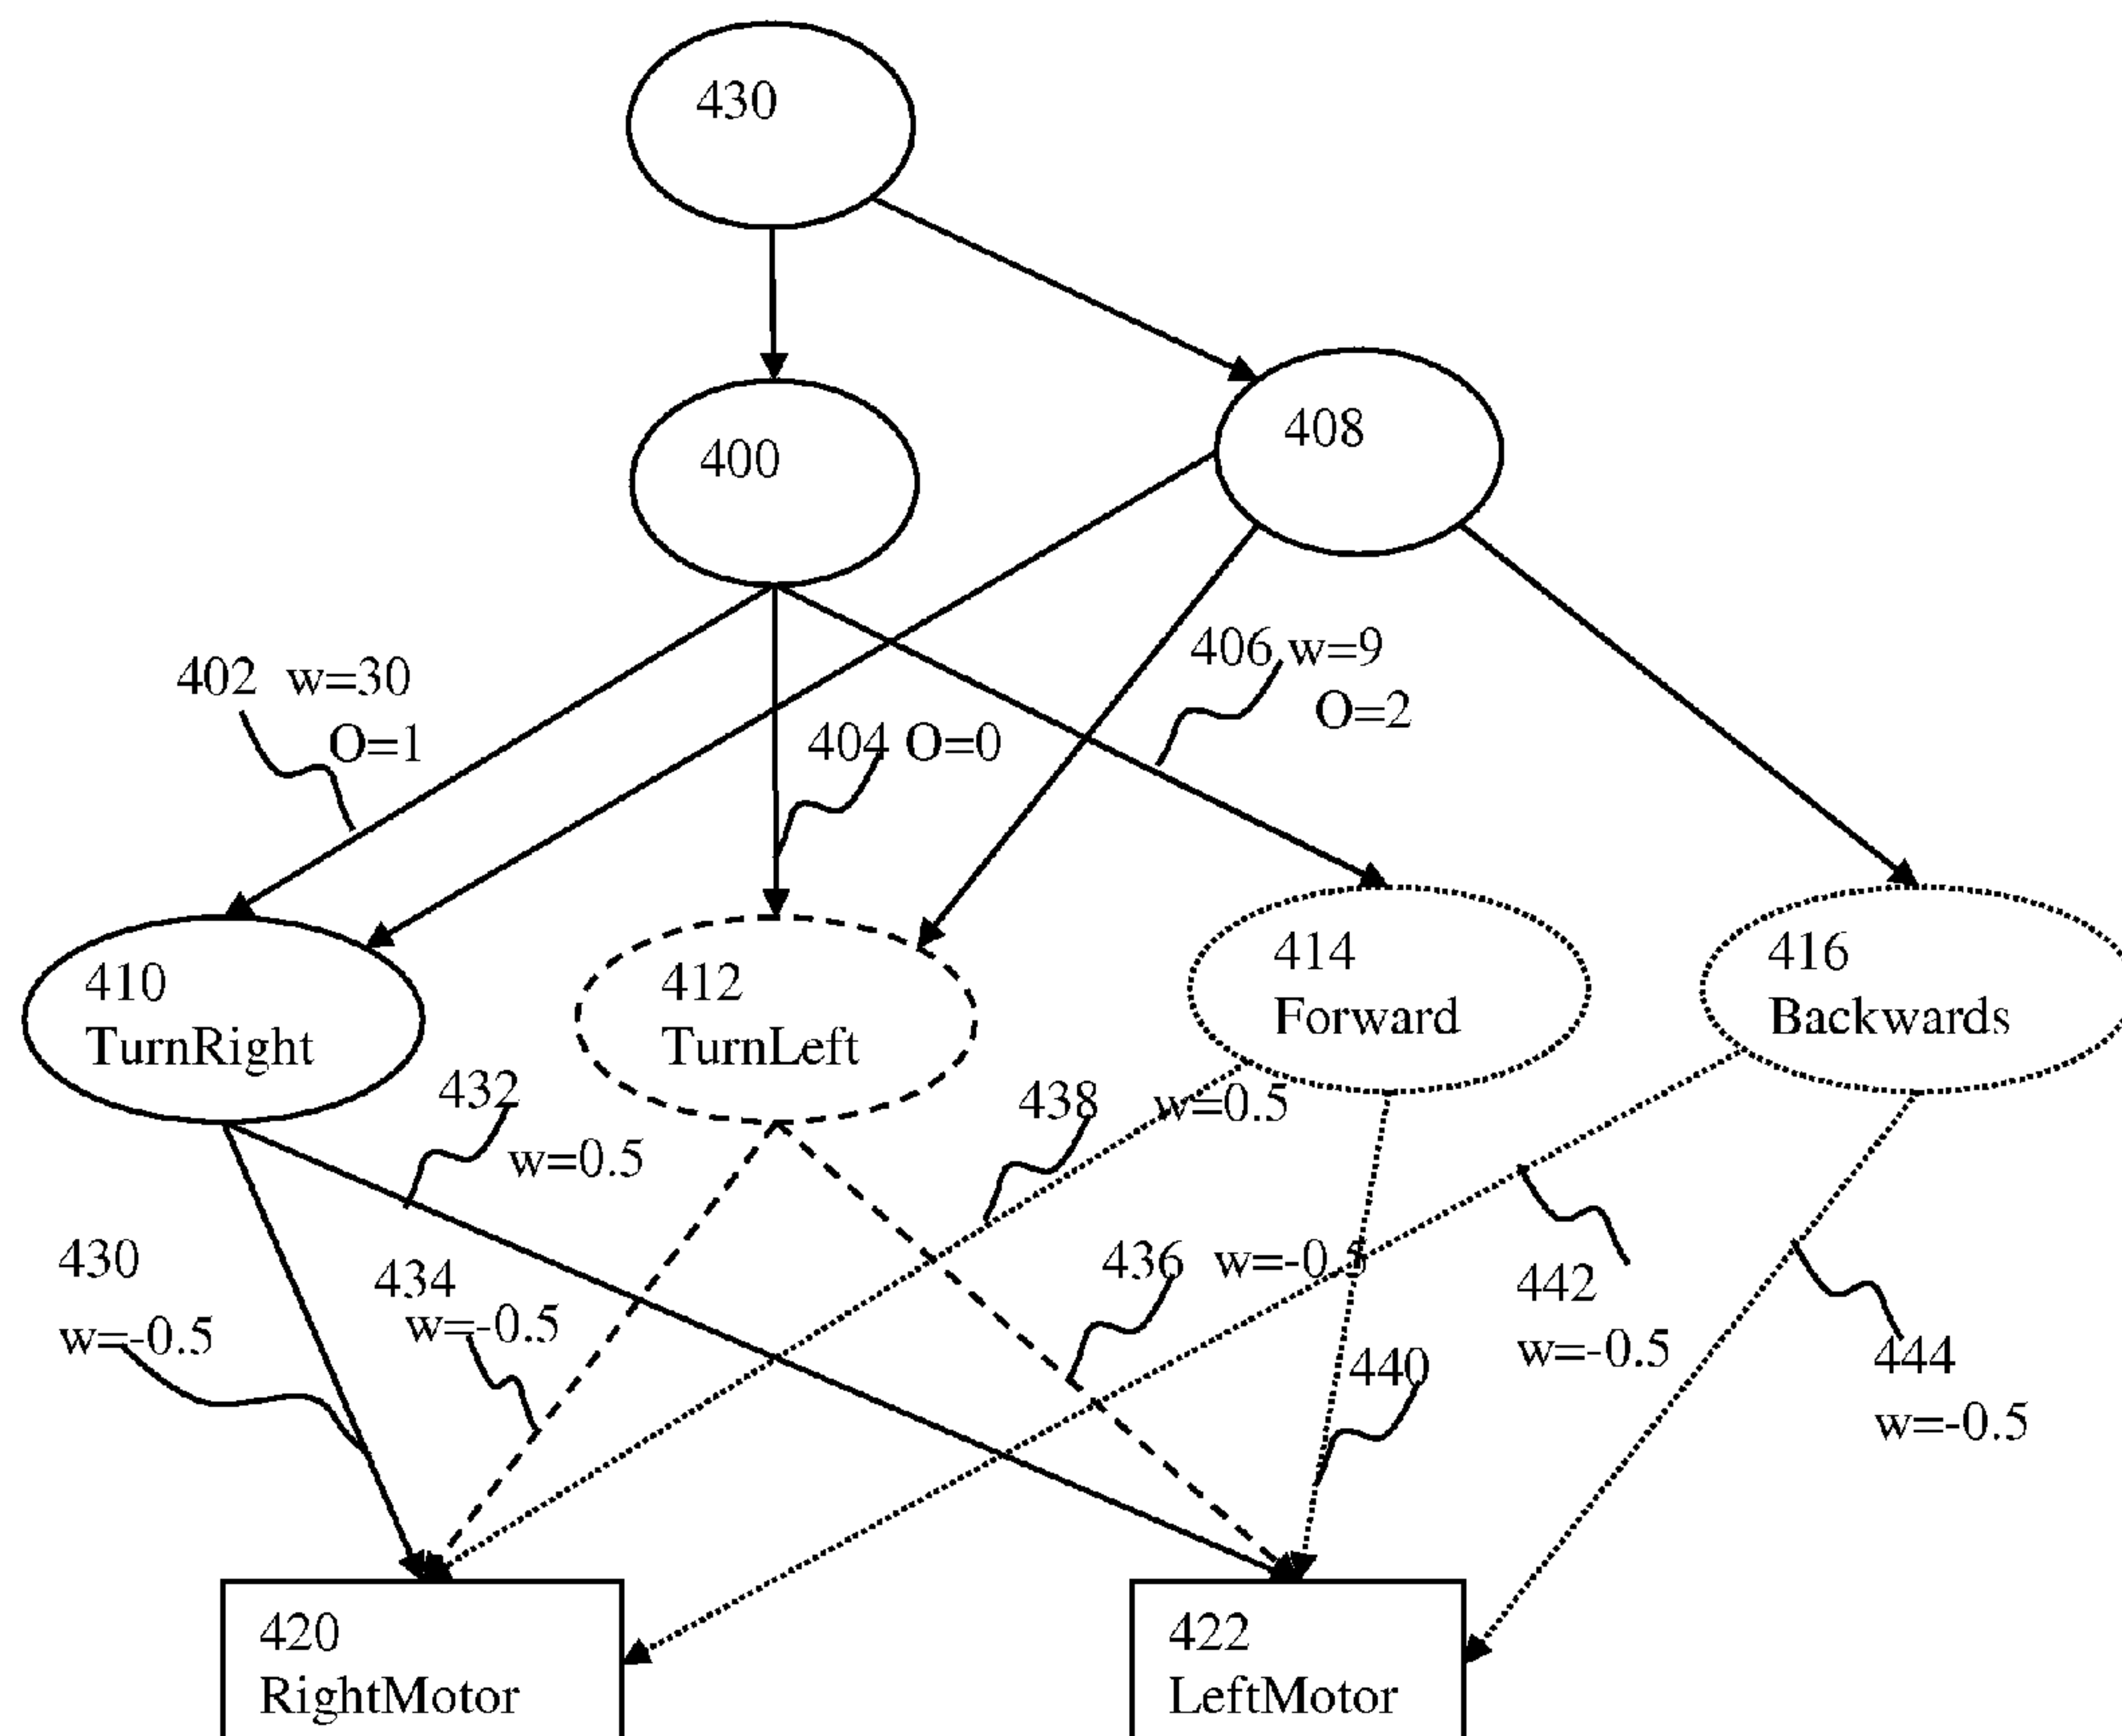 430
400
408
402 w=30
O=1
404 O=0
406 w=9
O=2
410
TurnRight
412
TurnLeft
414
Forward
416
Backwards
432
w=0.5
438 w=0.5
430
w=-0.5
434
w=-0.5
436 w=-0.5
440
442
w=-0.5
444
w=-0.5
420
RightMotor
422
LeftMotor